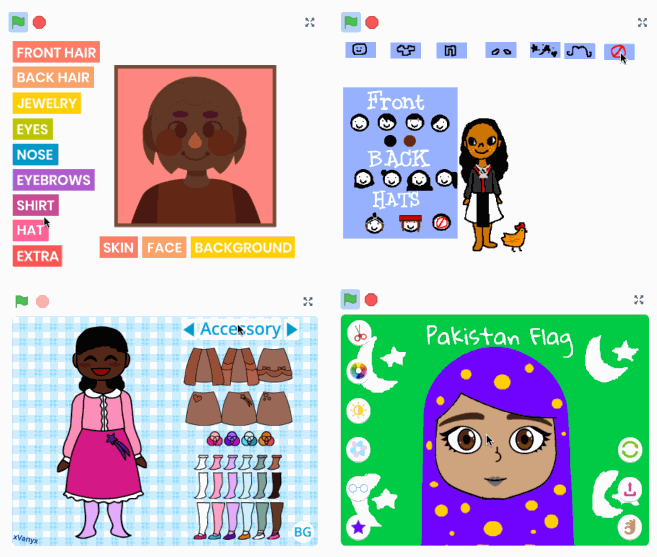 FRONT HAIR
BACK HAIR
JEWELRY
EYES
NOSE
EYEBROWS
SHIRT
HAT
EXTRA
SKIN FACE BACKGROUND
Front
BACK
HATS
Accessory
xVanyx
BG
Pakistan Flag